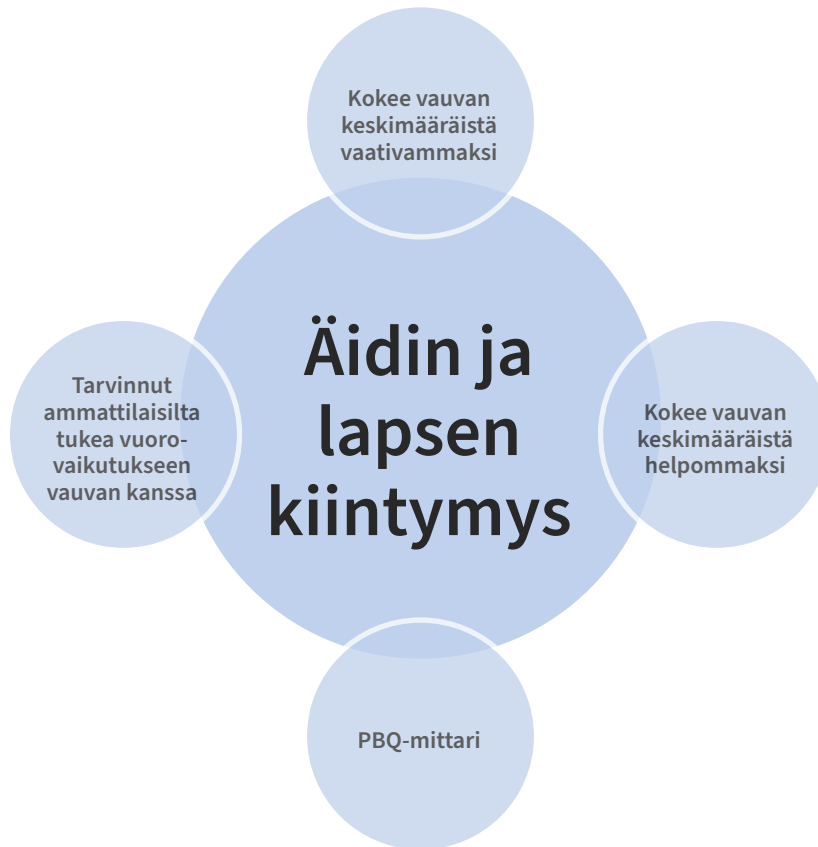 Kokee vauvan
keskimääräistä
vaativammaksi
Äidin ja
lapsen
kiintymys
Tarvinnut
ammattilaisilta
tukea vuoro-
vaikutukseen
vauvan kanssa
Kokee vauvan
keskimääräistä
helpommaksi
PBQ-mittari